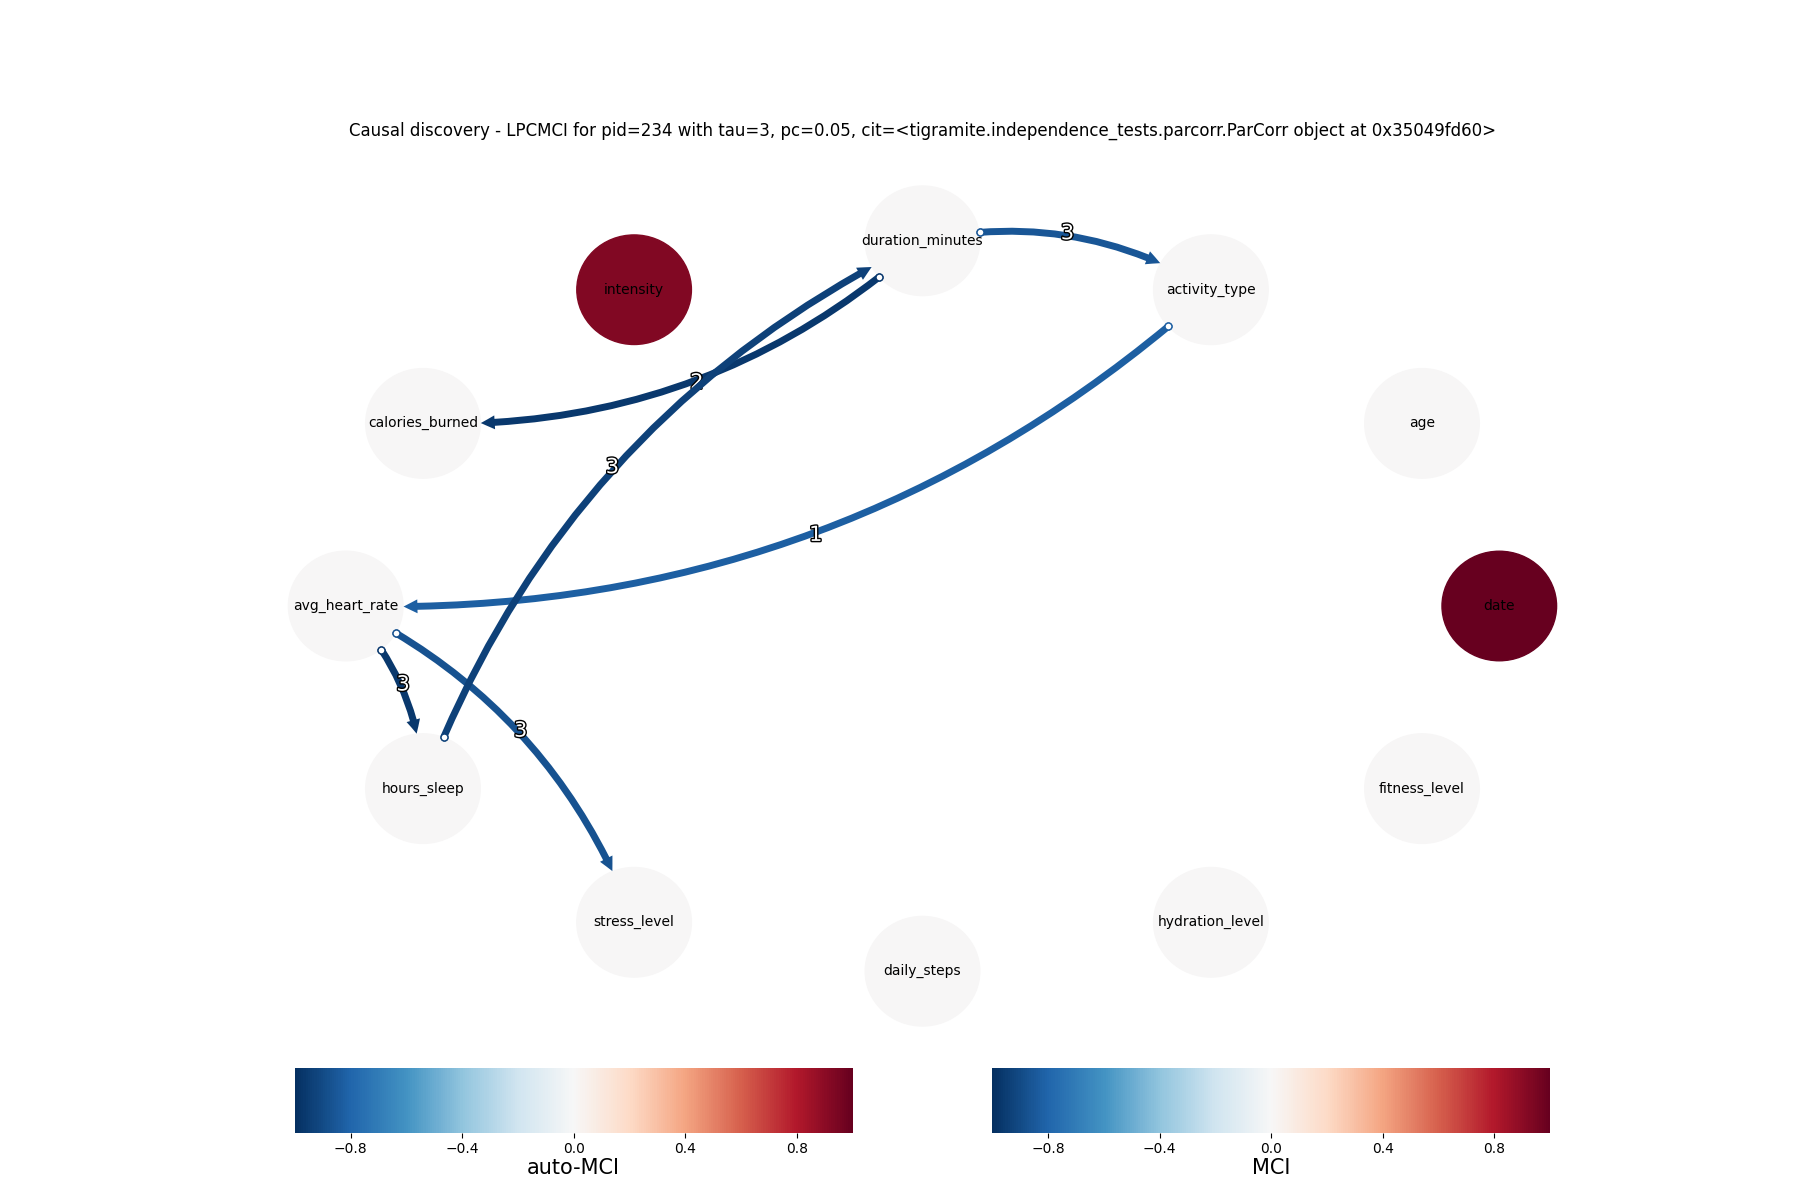 Causal discovery - LPCMCI for pid=234 with tau=3, pc=0.05, cit=<tigramite.independence_tests.parcorr.ParCorr object at 0x35049fd60>
duration_minutes
3
intensity
activity_type
2
calories_burned
age
3
1
avg_heart_rate
date
3
3
hours_sleep
fitness_level
stress_level
hydration_level
daily_steps
−0.8 −0.4 0.0 0.4 0.8
auto-MCI
−0.8 −0.4 0.0 0.4 0.8
MCI